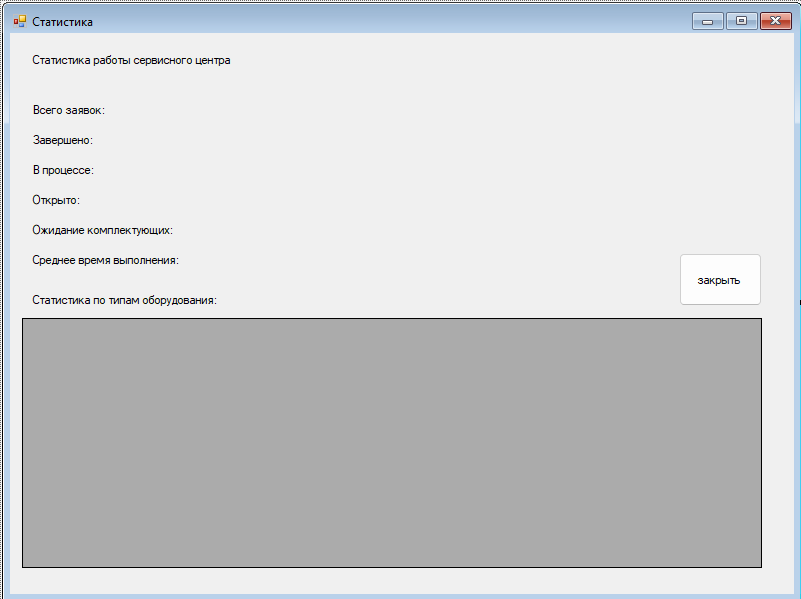 Статистика
Статистика работы сервисного центра
Всего заявок:
Завершено:
В процессе:
Открыто:
Ожидание комплектующих:
Среднее время выполнения:
закрыть
Статистика по типам оборудования: